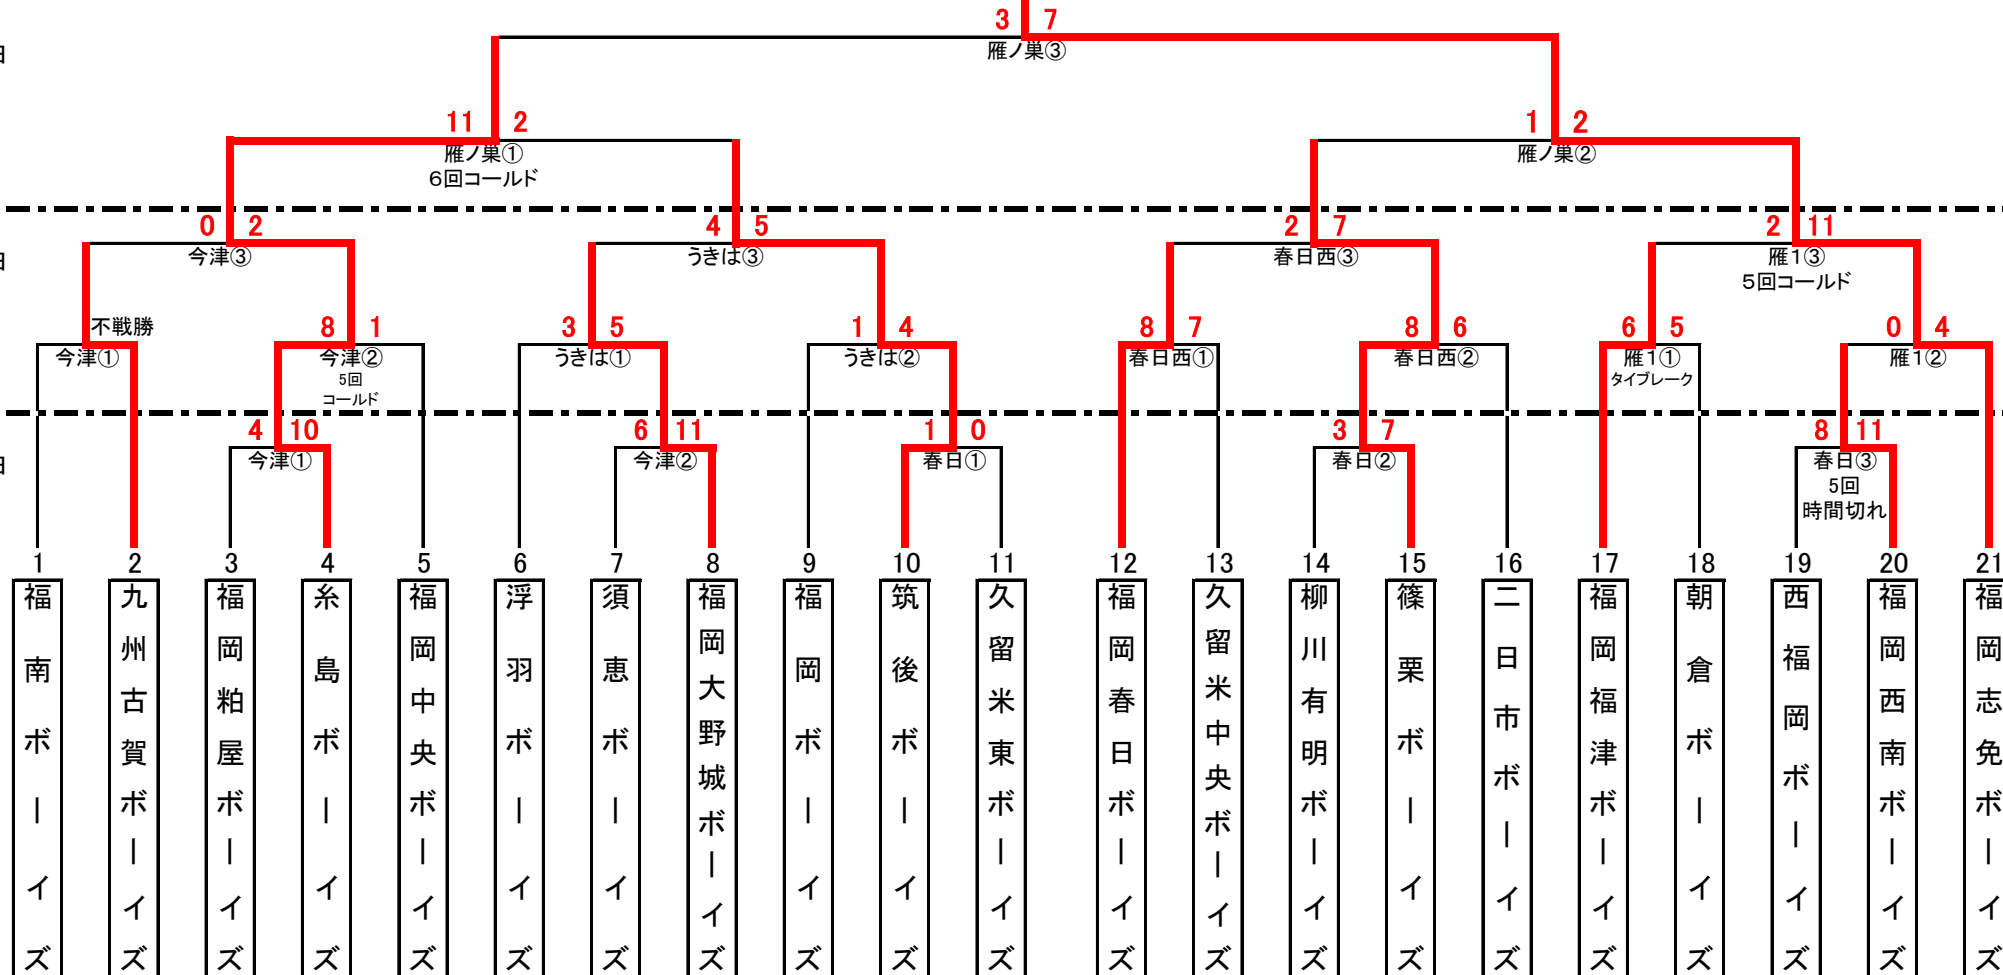 3 7
雁ノ巣③
日
11 2
雁ノ巣①
6回コールド
1 2
雁ノ巣②
0 2
今津③
4 5
うきは③
2 7
春日西③
2 11
雁1③
5回コールド
日
不戦勝
今津①
8 1
今津②
5回
コールド
3 5
うきは①
1 4
うきは②
8 7
春日西①
8 6
春日西②
6 5
雁1①
タイブレーク
0 4
雁1②
日
4 10
今津①
6 11
今津②
1 0
春日①
3 7
春日②
8 11
春日③
5回
時間切れ
1 福南ボーイズ
2 九州古賀ボーイズ
3 福岡粕屋ボーイズ
4 糸島ボーイズ
5 福岡中央ボーイズ
6 浮羽ボーイズ
7 須恵ボーイズ
8 福岡大野城ボーイズ
9 福岡ボーイズ
10 筑後ボーイズ
11 久留米東ボーイズ
12 福岡春日ボーイズ
13 久留米中央ボーイズ
14 柳川有明ボーイズ
15 篠栗ボーイズ
16 二日市ボーイズ
17 福岡福津ボーイズ
18 朝倉ボーイズ
19 西福岡ボーイズ
20 福岡西南ボーイズ
21 福岡志免ボーイズ